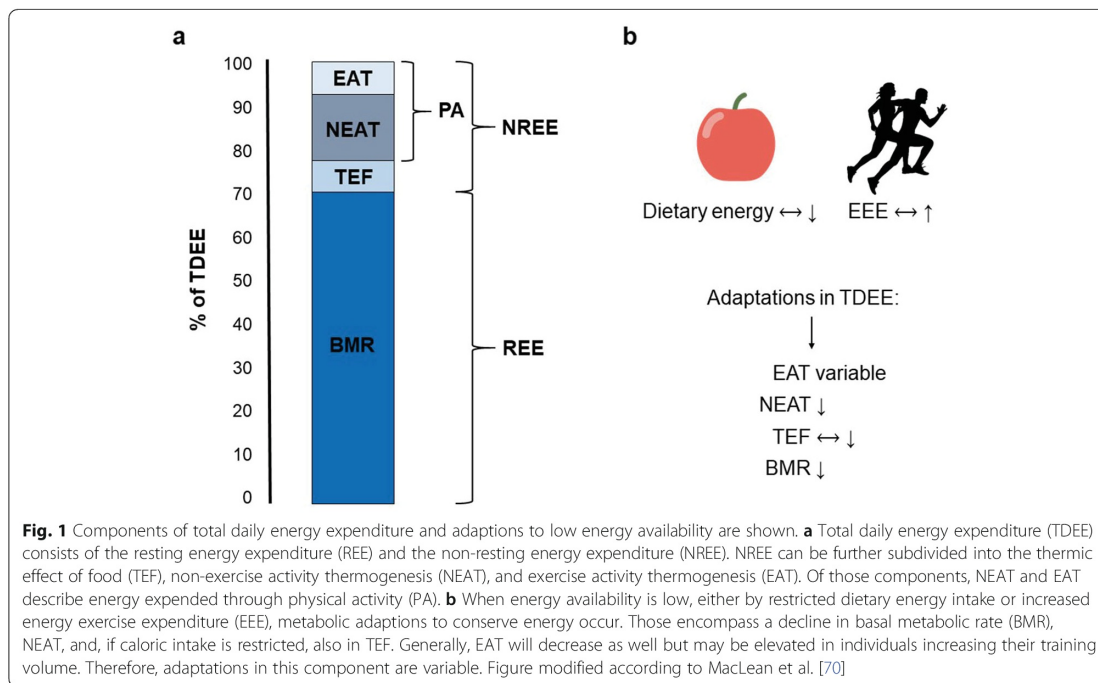 a
100
90
80
70
60
50
40
30
20
10
0
% of TDEE
EAT
NEAT
TEF
BMR
PA
NREE
REE
b
Dietary energy ↔ ↓
EEE ↔ ↑
Adaptations in TDEE:
↓
EAT variable
NEAT ↓
TEF ↔ ↓
BMR ↓
Fig. 1 Components of total daily energy expenditure and adaptions to low energy availability are shown. a Total daily energy expenditure (TDEE)
consists of the resting energy expenditure (REE) and the non-resting energy expenditure (NREE). NREE can be further subdivided into the thermic
effect of food (TEF), non-exercise activity thermogenesis (NEAT), and exercise activity thermogenesis (EAT). Of those components, NEAT and EAT
describe energy expended through physical activity (PA). b When energy availability is low, either by restricted dietary energy intake or increased
energy exercise expenditure (EEE), metabolic adaptions to conserve energy occur. Those encompass a decline in basal metabolic rate (BMR),
NEAT, and, if caloric intake is restricted, also in TEF. Generally, EAT will decrease as well but may be elevated in individuals increasing their training
volume. Therefore, adaptations in this component are variable. Figure modified according to MacLean et al. [70]